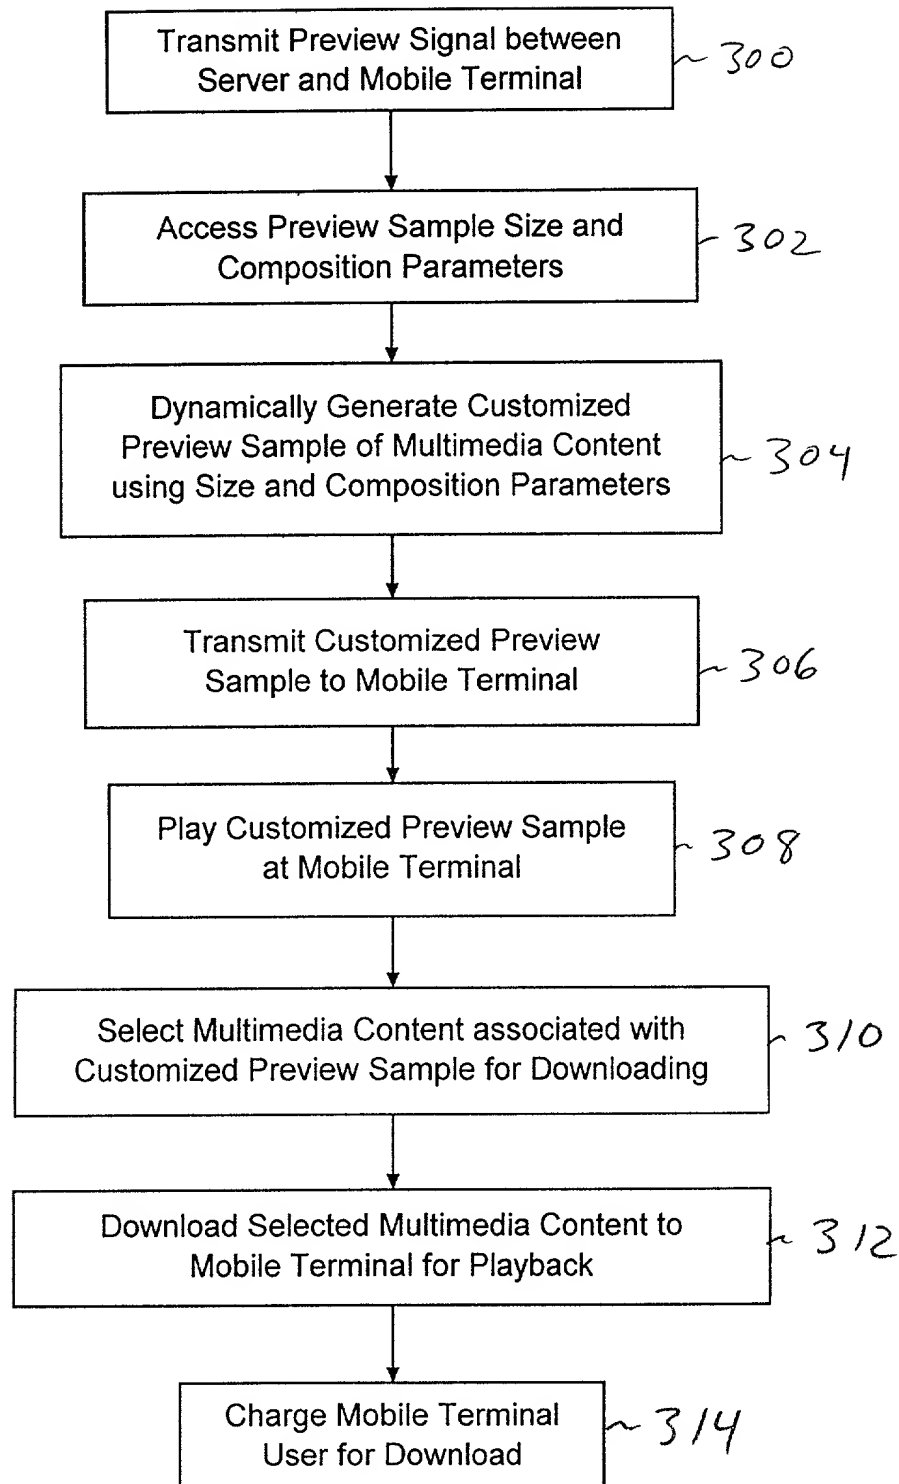 Transmit Preview Signal between
Server and Mobile Terminal
300
Access Preview Sample Size and
Composition Parameters
302
Dynamically Generate Customized
Preview Sample of Multimedia Content
using Size and Composition Parameters
304
Transmit Customized Preview
Sample to Mobile Terminal
306
Play Customized Preview Sample
at Mobile Terminal
308
Select Multimedia Content associated with
Customized Preview Sample for Downloading
310
Download Selected Multimedia Content to
Mobile Terminal for Playback
312
Charge Mobile Terminal
User for Download
314